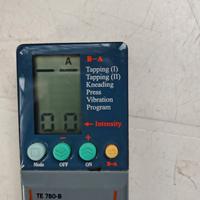 A
B–A
Tapping (I)
Tapping (II)
Kneading
Press
Vibration
Program
00
← Intensity
− +
Mode OFF ON B-A
TE 780-B